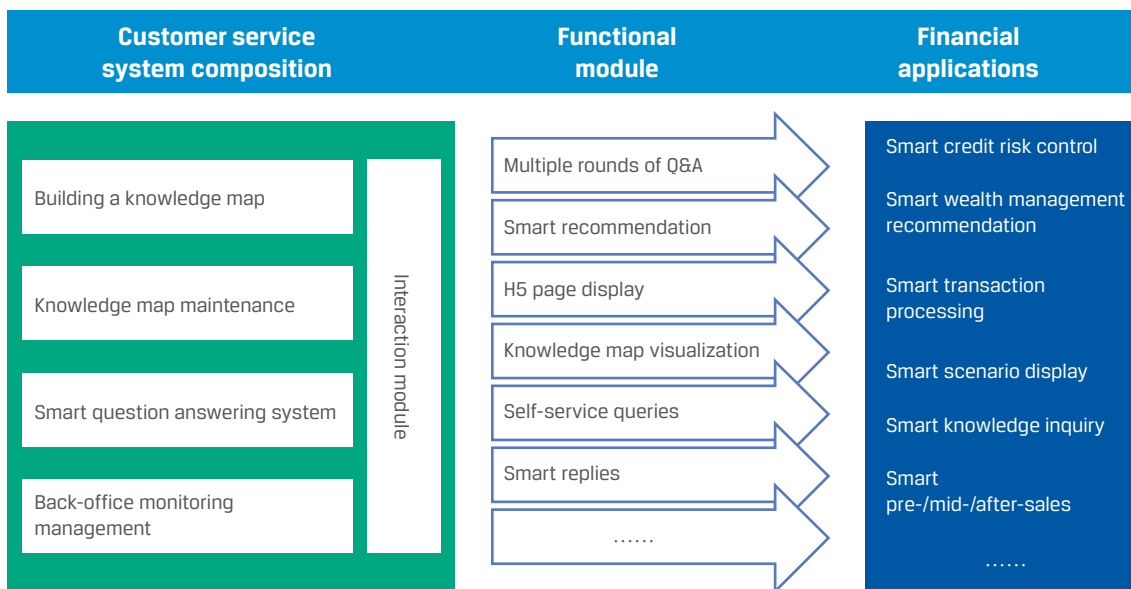 Customer service
system composition
Functional
module
Financial
applications
Building a knowledge map
Knowledge map maintenance
Smart question answering system
Back-office monitoring
management
Interaction module
Multiple rounds of Q&A
Smart recommendation
H5 page display
Knowledge map visualization
Self-service queries
Smart replies
......
Smart credit risk control
Smart wealth management
recommendation
Smart transaction
processing
Smart scenario display
Smart knowledge inquiry
Smart
pre-/mid-/after-sales
......